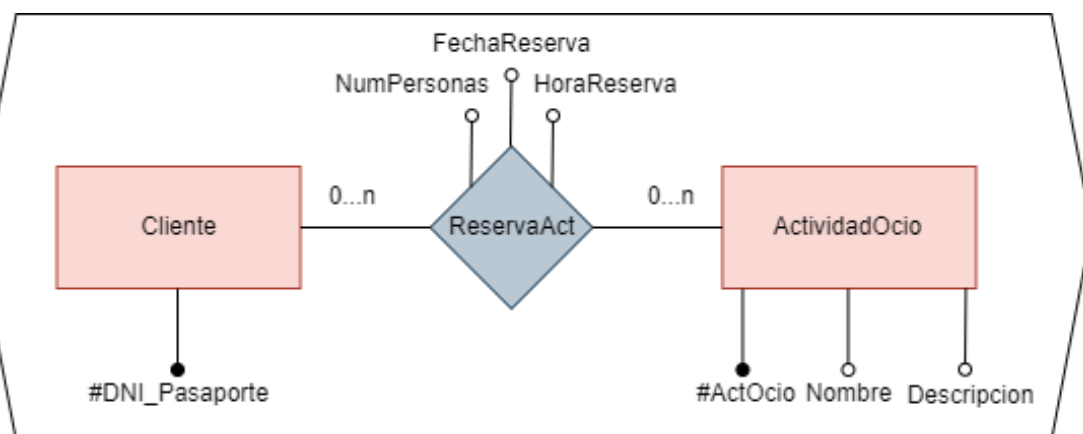 FechaReserva
NumPersonas
HoraReserva
0...n
0...n
Cliente
ReservaAct
ActividadOcio
#DNI_Pasaporte
#ActOcio
Nombre
Descripcion